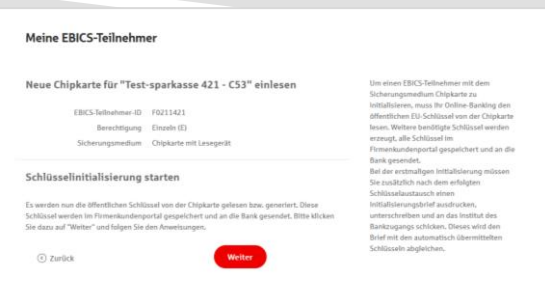 Meine EBICS-Teilnehmer
Neue Chipkarte für "Test-sparkasse 421 - C53" einlesen
EBICS-Teilnehmer-ID F0211421
Berechtigung Einzeln (E)
Sicherungsmedium Chipkarte mit Lesegerät
Schlüsselinitialisierung starten
Es werden nun die öffentlichen Schlüssel von der Chipkarte gelesen bzw. generiert. Diese
Schlüssel werden im Firmenkundenportal gespeichert und an die Bank gesendet. Bitte klicken
Sie dazu auf "Weiter" und folgen Sie den Anweisungen.
Zurück
Weiter
Um einen EBICS-Teilnehmer mit dem
Sicherungsmedium Chipkarte zu
initialisieren, muss Ihr Online-Banking den
öffentlichen EU-Schlüssel von der Chipkarte
lesen. Weitere benötigte Schlüssel werden
erzeugt, alle Schlüssel im
Firmenkundenportal gespeichert und an die
Bank gesendet.
Bei der erstmaligen Initialisierung müssen
Sie zusätzlich nach dem erfolgten
Schlüsselaustausch einen
Initialisierungsbrief ausdrucken,
unterschreiben und an das Institut des
Bankzugangs schicken. Dieses wird den
Brief mit den automatisch übermittelten
Schlüsseln abgleichen.